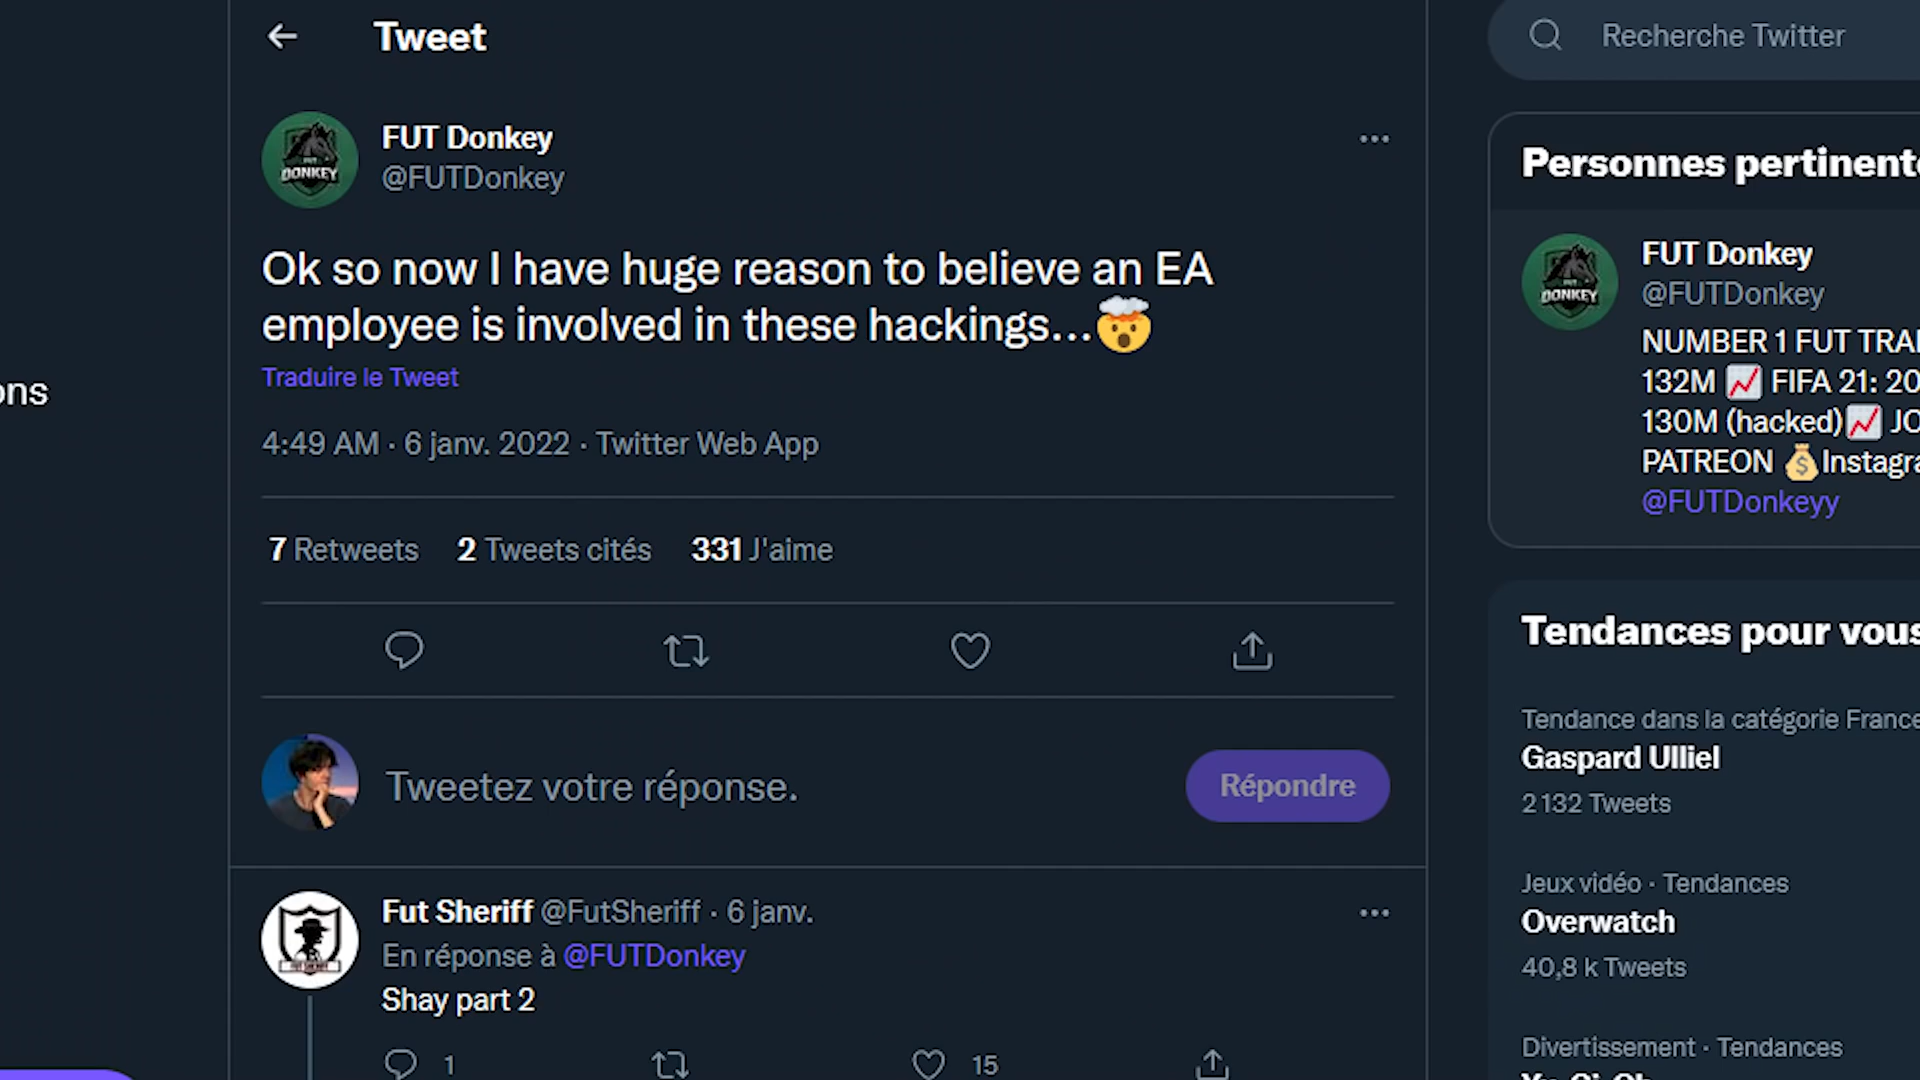 Tweet
FUT Donkey
@FUTDonkey
Ok so now I have huge reason to believe an EA
employee is involved in these hackings...🤯
Traduire le Tweet
4:49 AM · 6 janv. 2022 · Twitter Web App
7 Retweets 2 Tweets cités 331 J'aime
Tweetez votre réponse.
Répondre
Fut Sheriff @FutSheriff · 6 janv.
En réponse à @FUTDonkey
Shay part 2
1 15
ons
Recherche Twitter
Personnes pertinente
FUT Donkey
@FUTDonkey
NUMBER 1 FUT TRA
132M 📈 FIFA 21: 20
130M (hacked)📈 JO
PATREON 💰Instagra
@FUTDonkeyy
Tendances pour vous
Tendance dans la catégorie France
Gaspard Ulliel
2 132 Tweets
Jeux vidéo · Tendances
Overwatch
40,8 k Tweets
Divertissement · Tendances
DONKEY
DONKEY